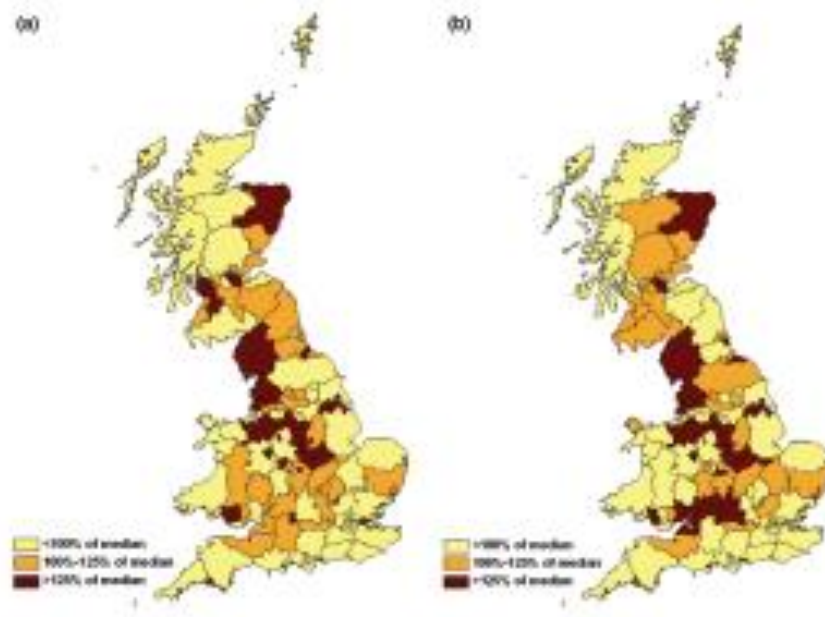 (a)
(b)
<100% of median
100%-125% of median
>125% of median
>100% of median
100%-125% of median
>125% of median